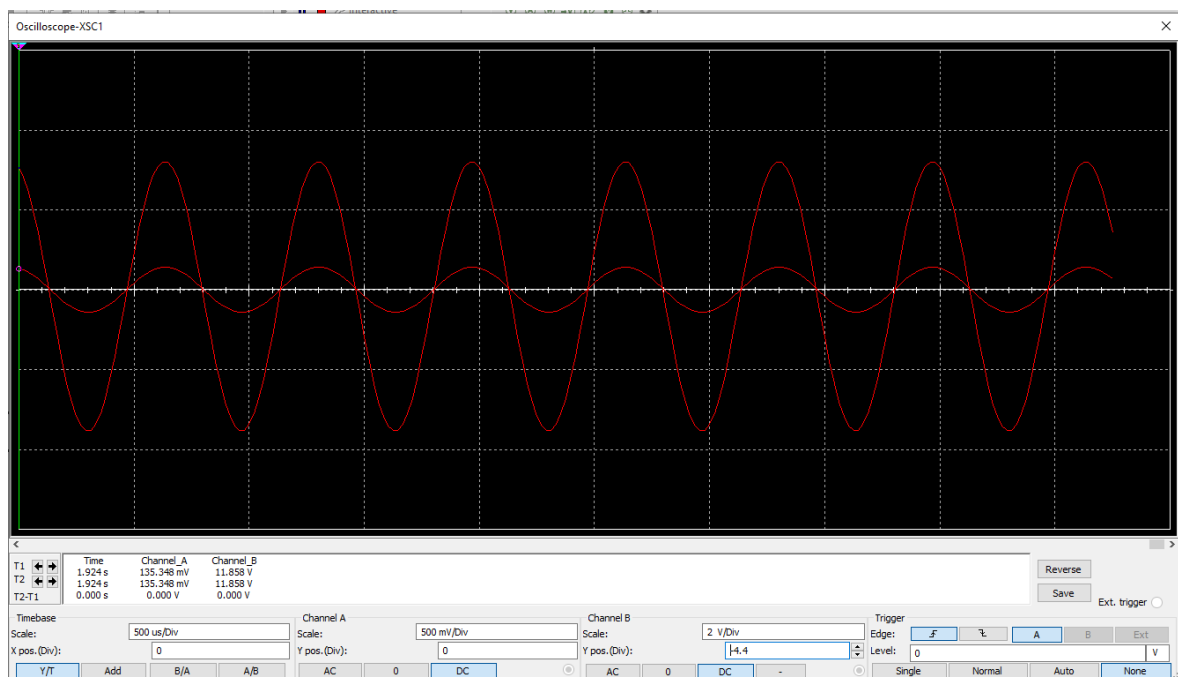 Oscilloscope-XSC1
Time Channel_A Channel_B
T1 1.924 s 135.348 mV 11.858 V
T2 1.924 s 135.348 mV 11.858 V
T2-T1 0.000 s 0.000 V 0.000 V
Reverse
Save
Ext. trigger
Timebase
Scale: 500 us/Div
X pos.(Div): 0
Y/T Add B/A A/B
Channel A
Scale: 500 mV/Div
Y pos.(Div): 0
AC 0 DC
Channel B
Scale: 2 V/Div
Y pos.(Div): -4.4
AC 0 DC -
Trigger
Edge: A B Ext
Level: 0 V
Single Normal Auto None